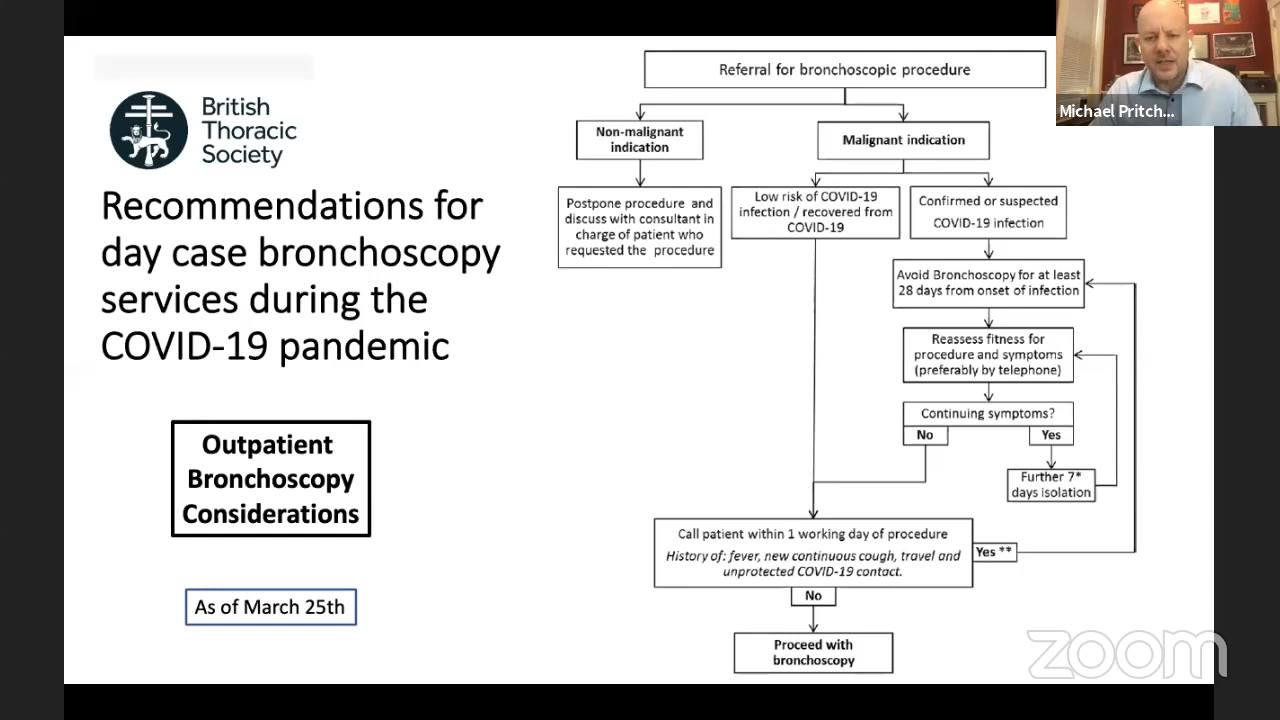 British
Thoracic
Society
Recommendations for
day case bronchoscopy
services during the
COVID-19 pandemic
Outpatient
Bronchoscopy
Considerations
As of March 25th
Referral for bronchoscopic procedure
Non-malignant
indication
Malignant indication
Postpone procedure and
discuss with consultant in
charge of patient who
requested the procedure
Low risk of COVID-19
infection / recovered from
COVID-19
Confirmed or suspected
COVID-19 infection
Avoid Bronchoscopy for at least
28 days from onset of infection
Reassess fitness for
procedure and symptoms
(preferably by telephone)
Continuing symptoms?
No
Yes
Further 7*
days isolation
Call patient within 1 working day of procedure
History of: fever, new continuous cough, travel and
unprotected COVID-19 contact.
Yes **
No
Proceed with
bronchoscopy
Michael Pritch...
zoom